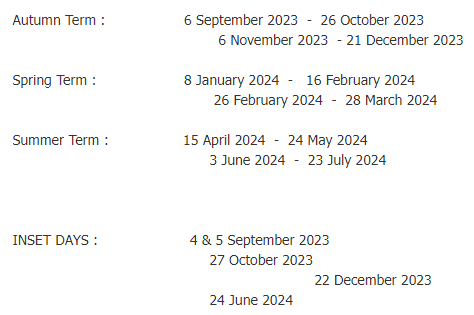 Autumn Term : 6 September 2023 - 26 October 2023
6 November 2023 - 21 December 2023
Spring Term : 8 January 2024 - 16 February 2024
26 February 2024 - 28 March 2024
Summer Term : 15 April 2024 - 24 May 2024
3 June 2024 - 23 July 2024
INSET DAYS : 4 & 5 September 2023
27 October 2023
22 December 2023
24 June 2024